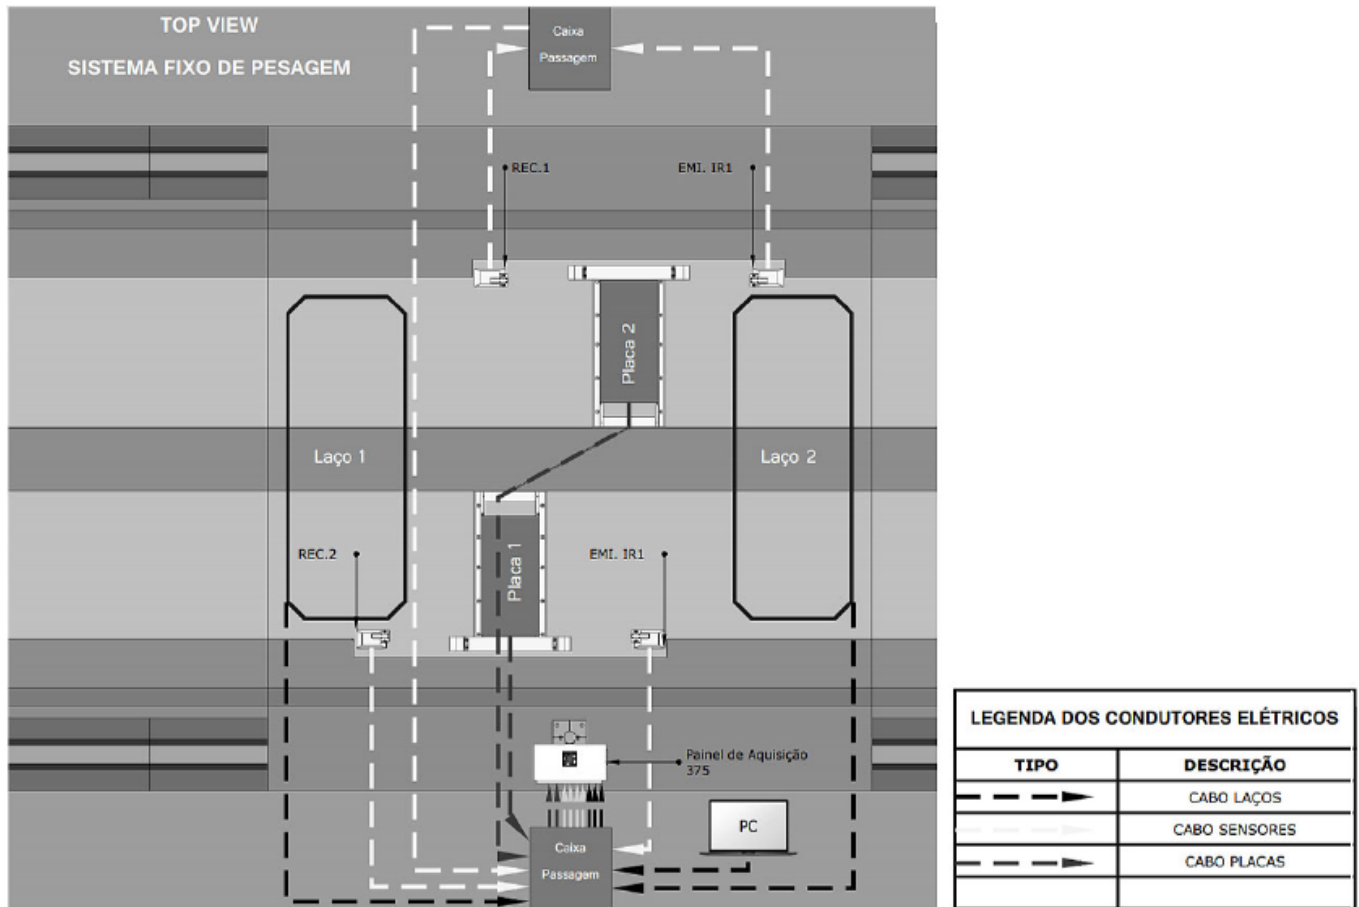 TOP VIEW
SISTEMA FIXO DE PESAGEM
Caixa
Passagem
REC.1
EMI. IR1
Placa 2
Laço 1
Laço 2
REC.2
Placa 1
EMI. IR1
Painel de Aquisição
375
PC
Caixa
Passagem
LEGENDA DOS CONDUTORES ELÉTRICOS
TIPO DESCRIÇÃO
CABO LAÇOS
CABO SENSORES
CABO PLACAS